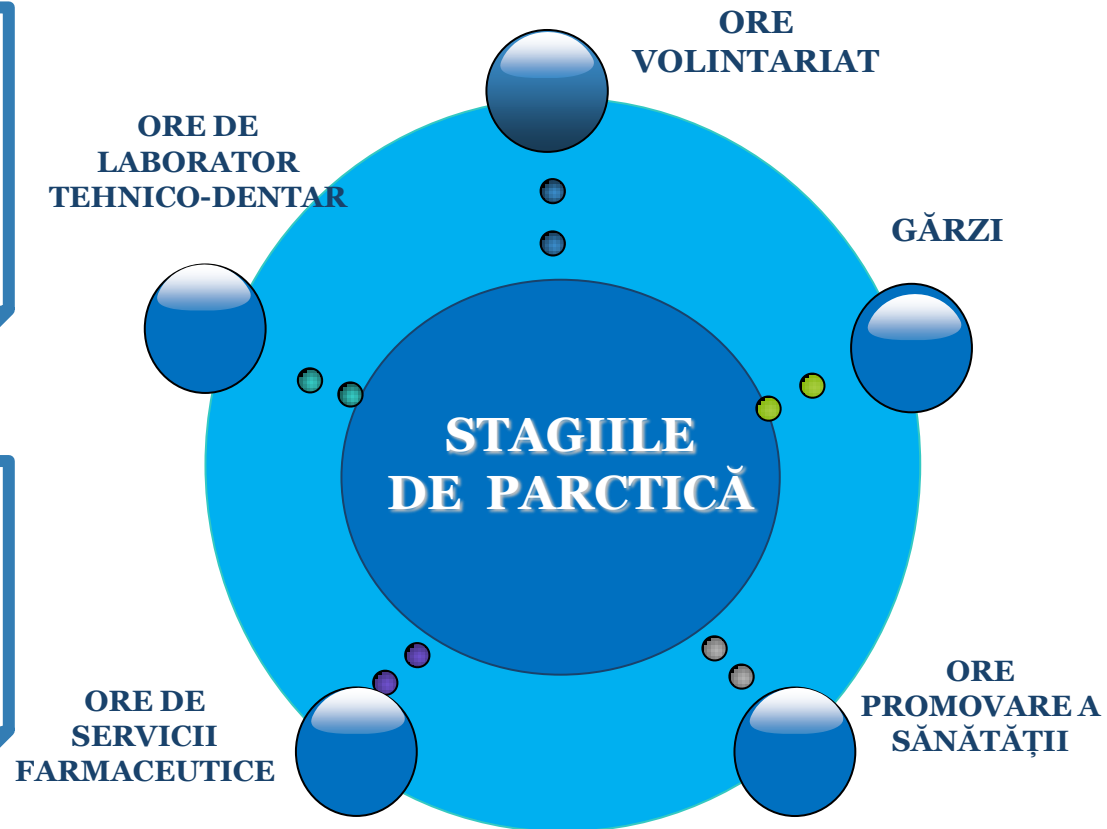 ORE
VOLINTARIAT
ORE DE
LABORATOR
TEHNICO-DENTAR
GĂRZI
STAGIILE
DE PARCTICĂ
ORE
PROMOVARE A
SĂNĂTĂȚII
ORE DE
SERVICII
FARMACEUTICE